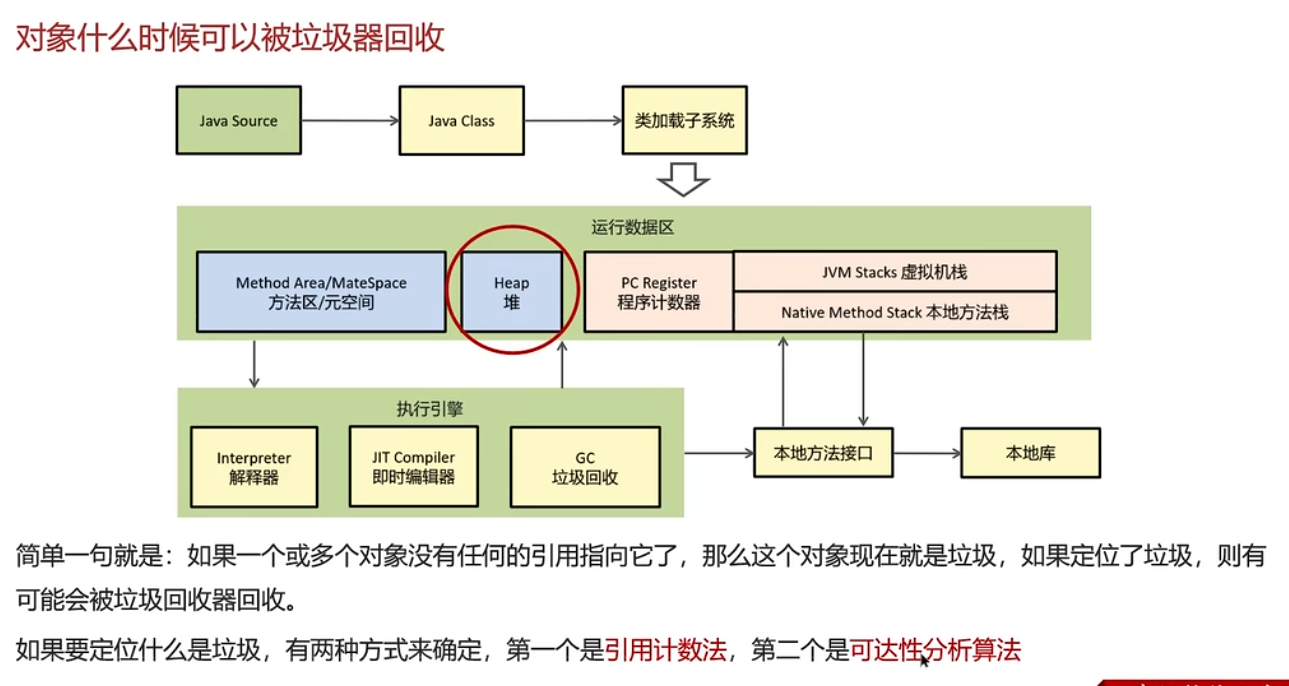 对象什么时候可以被垃圾器回收
Java Source
Java Class
类加载子系统
运行数据区
Method Area/MateSpace
方法区/元空间
Heap
堆
PC Register
程序计数器
JVM Stacks 虚拟机栈
Native Method Stack 本地方法栈
执行引擎
Interpreter
解释器
JIT Compiler
即时编辑器
GC
垃圾回收
本地方法接口
本地库
简单一句就是：如果一个或多个对象没有任何的引用指向它了，那么这个对象现在就是垃圾，如果定位了垃圾，则有
可能会被垃圾回收器回收。
如果要定位什么是垃圾，有两种方式来确定，第一个是引用计数法，第二个是可达性分析算法